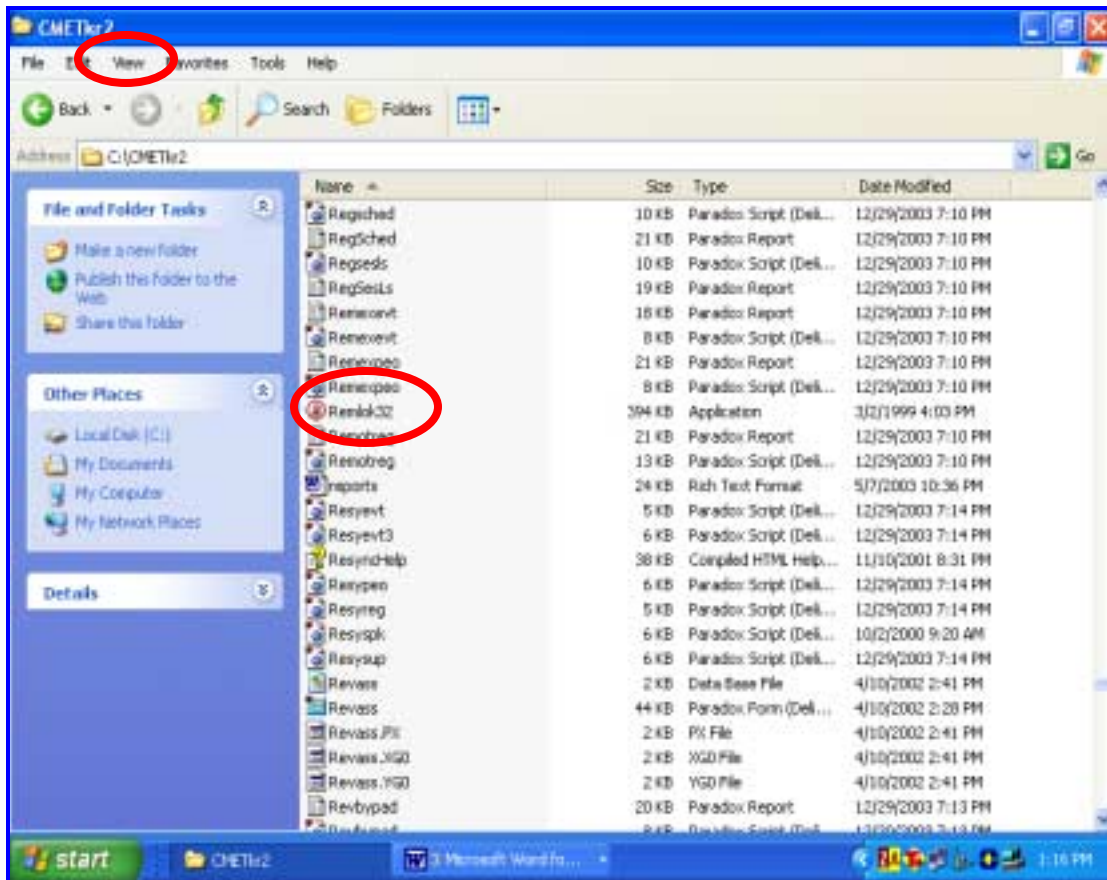 CMETkr2
File Edit View Favorites Tools Help
Back Search Folders
Address C:\CMETkr2 Go
Name Size Type Date Modified
File and Folder Tasks
Make a new folder
Publish this folder to the
Web
Share this folder
Other Places
Local Disk (C:)
My Documents
My Computer
My Network Places
Details
Regsched 10 KB Paradox Script (Deli... 12/29/2003 7:10 PM
RegSched 21 KB Paradox Report 12/29/2003 7:10 PM
Regsesls 10 KB Paradox Script (Deli... 12/29/2003 7:10 PM
RegSesLs 19 KB Paradox Report 12/29/2003 7:10 PM
18 KB Paradox Report 12/29/2003 7:10 PM
Remexevt 8 KB Paradox Script (Deli... 12/29/2003 7:10 PM
Remexpeo 21 KB Paradox Report 12/29/2003 7:10 PM
Remexpeo 8 KB Paradox Script (Deli... 12/29/2003 7:10 PM
Remlok32 394 KB Application 3/2/1999 4:03 PM
Remotreg 21 KB Paradox Report 12/29/2003 7:10 PM
Remotreg 13 KB Paradox Script (Deli... 12/29/2003 7:10 PM
reports 24 KB Rich Text Format 5/7/2003 10:36 PM
Resyevt 5 KB Paradox Script (Deli... 12/29/2003 7:14 PM
Resyevt3 6 KB Paradox Script (Deli... 12/29/2003 7:14 PM
ResyncHelp 38 KB Compiled HTML Help... 11/10/2001 8:31 PM
Resypeo 6 KB Paradox Script (Deli... 12/29/2003 7:14 PM
Resyreg 5 KB Paradox Script (Deli... 12/29/2003 7:14 PM
Resyspk 6 KB Paradox Script (Deli... 10/2/2000 9:20 AM
Resysup 6 KB Paradox Script (Deli... 12/29/2003 7:14 PM
Revass 2 KB Data Base File 4/10/2002 2:41 PM
Revass 44 KB Paradox Form (Deli... 4/10/2002 2:28 PM
Revass.PX 2 KB PX File 4/10/2002 2:41 PM
Revass.XG0 2 KB XG0 File 4/10/2002 2:41 PM
Revass.YG0 2 KB YG0 File 4/10/2002 2:41 PM
Revbypad 20 KB Paradox Report 12/29/2003 7:13 PM
start CMETkr2 3 Microsoft Word fo... 1:16 PM